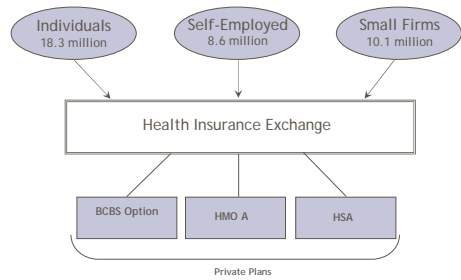 Individuals
18.3 million
Self-Employed
8.6 million
Small Firms
10.1 million
Health Insurance Exchange
BCBS Option
HMO A
HSA
Private Plans